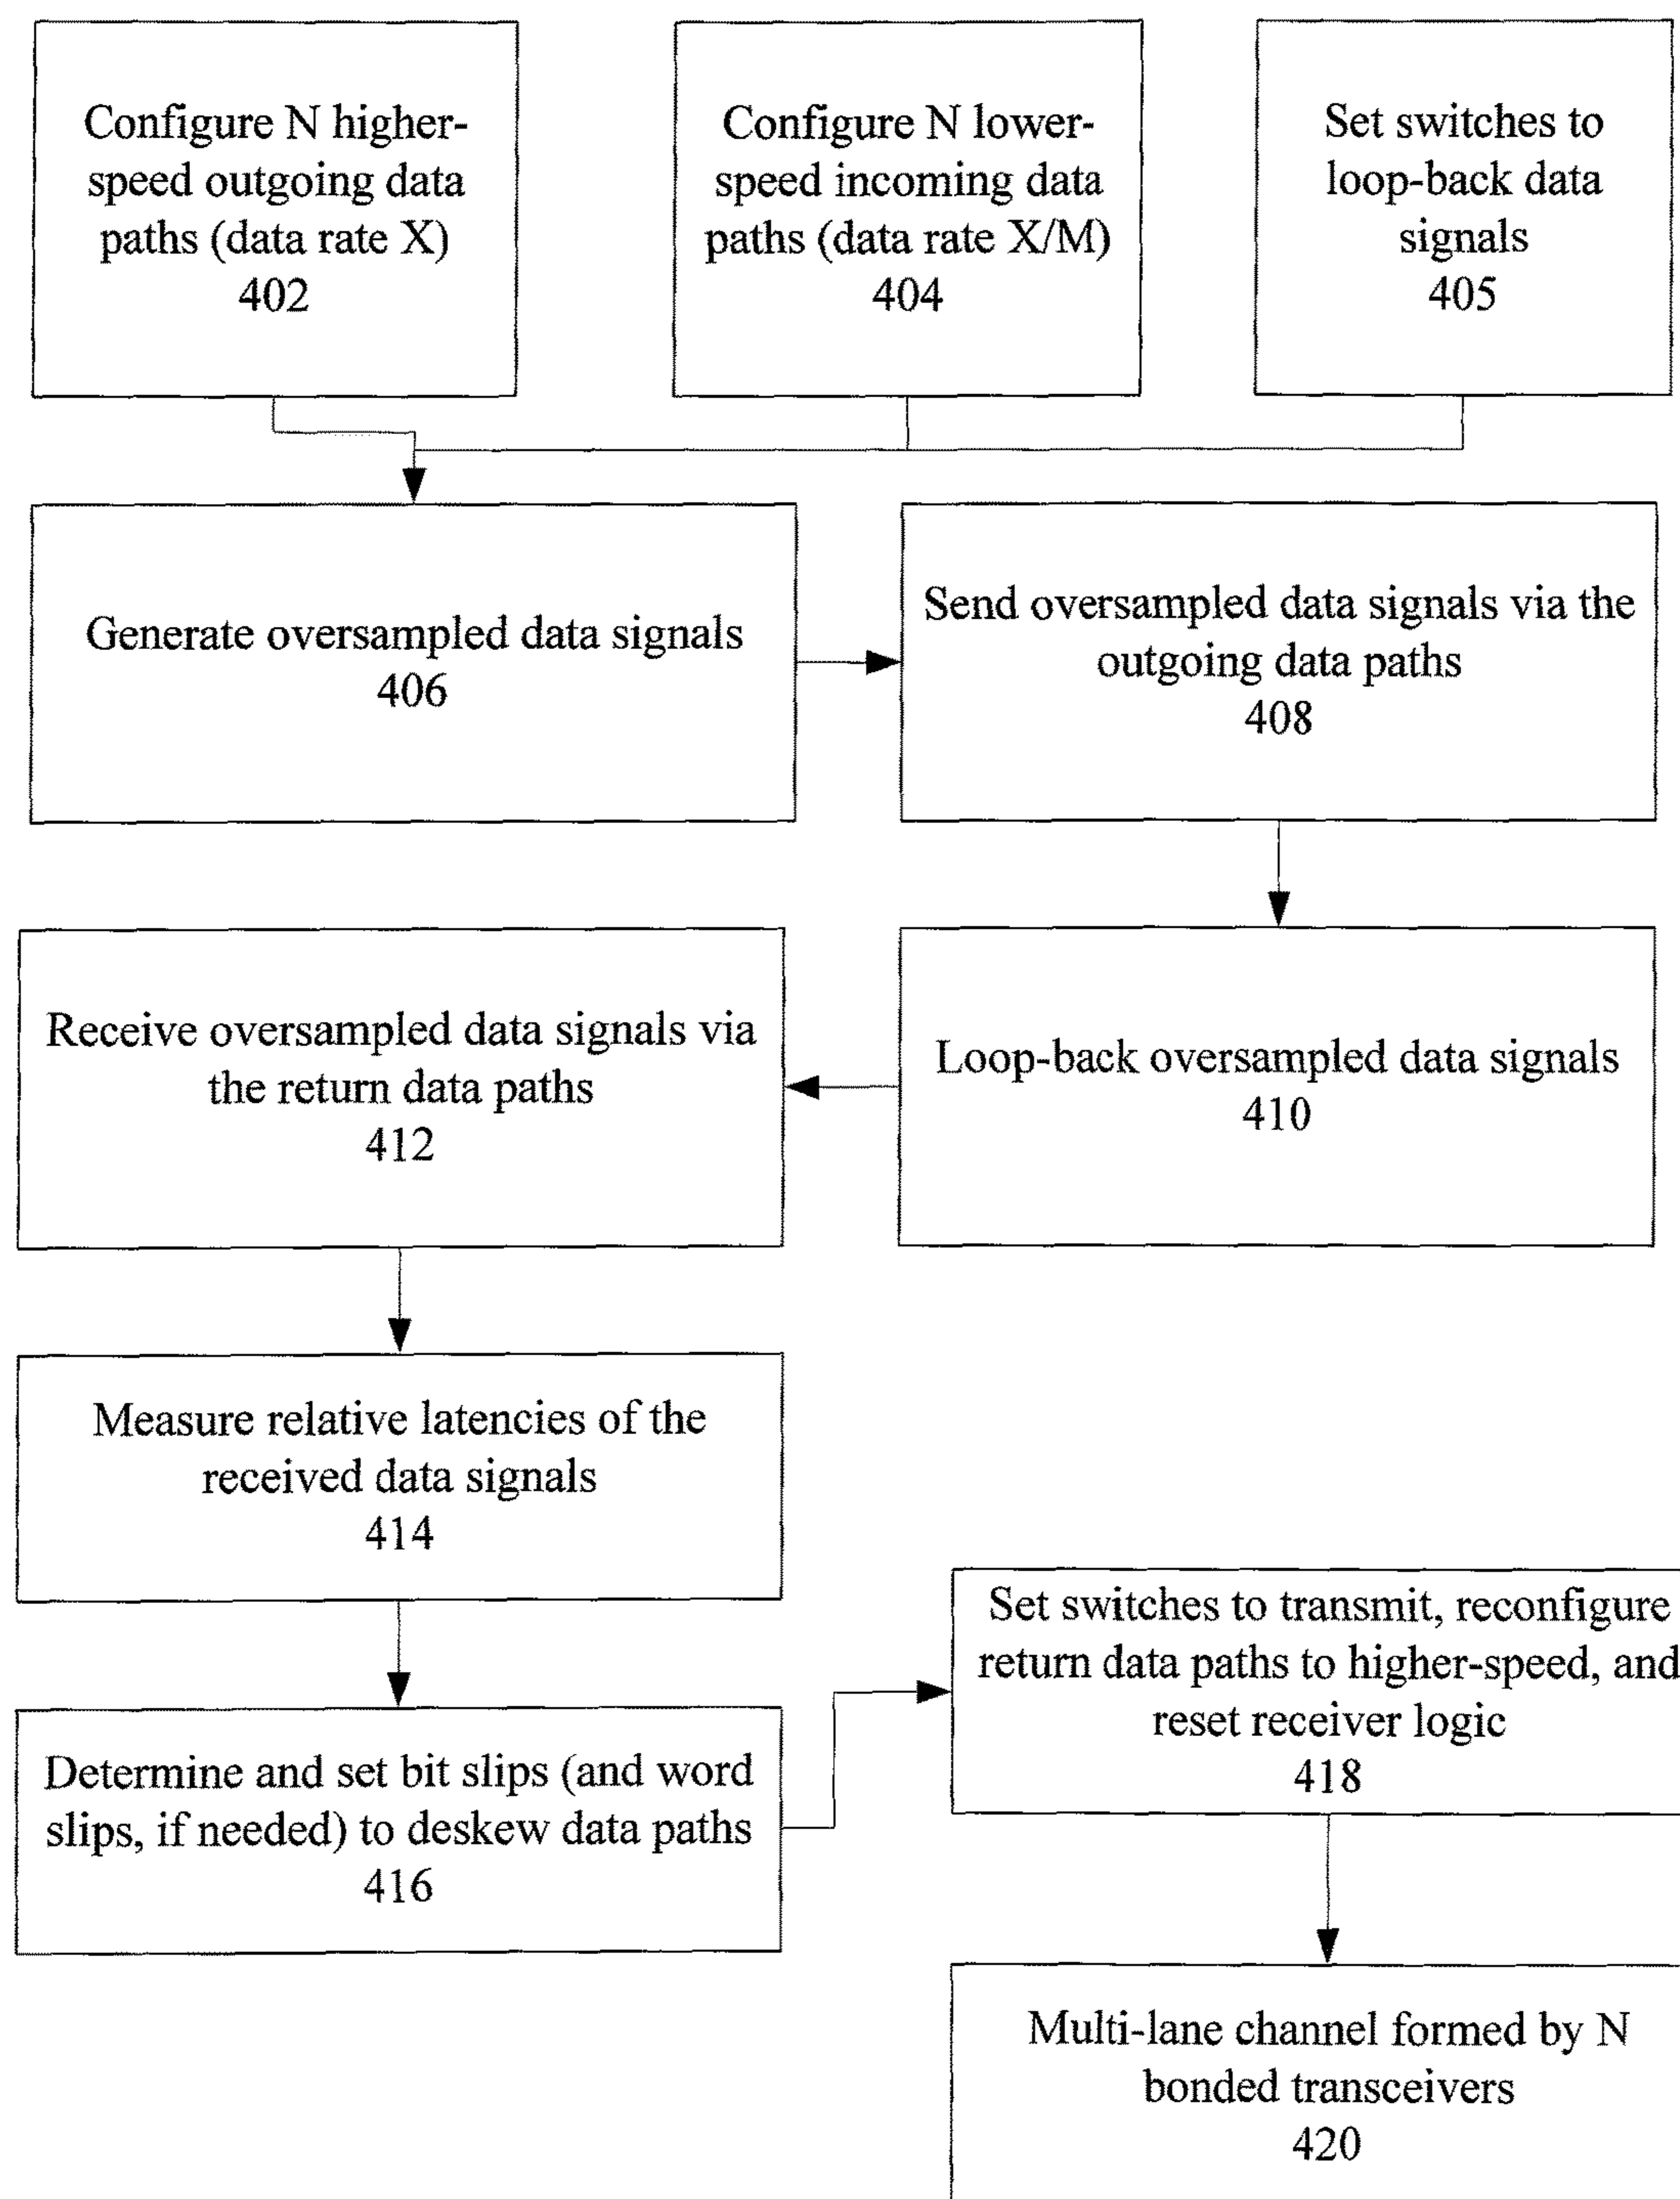 Configure N higher-
speed outgoing data
paths (data rate X)
402
Configure N lower-
speed incoming data
paths (data rate X/M)
404
Set switches to
loop-back data
signals
405
Generate oversampled data signals
406
Send oversampled data signals via the
outgoing data paths
408
Receive oversampled data signals via
the return data paths
412
Loop-back oversampled data signals
410
Measure relative latencies of the
received data signals
414
Determine and set bit slips (and word
slips, if needed) to deskew data paths
416
Set switches to transmit, reconfigure
return data paths to higher-speed, and
reset receiver logic
418
Multi-lane channel formed by N
bonded transceivers
420